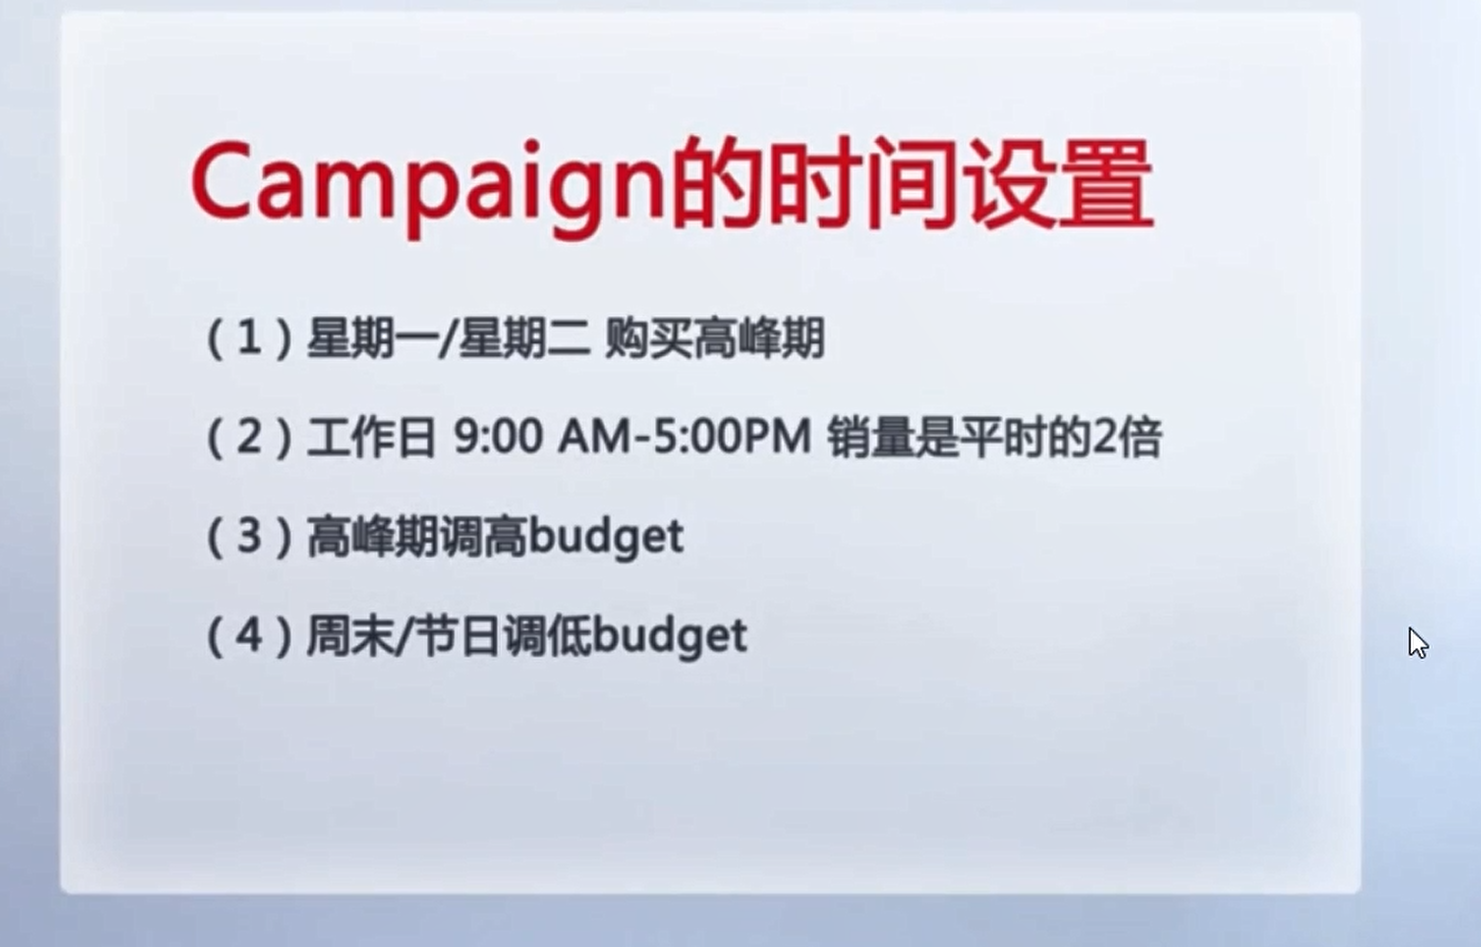 Campaign的时间设置
（1）星期一/星期二 购买高峰期
（2）工作日 9:00 AM-5:00PM 销量是平时的2倍
（3）高峰期调高budget
（4）周末/节日调低budget